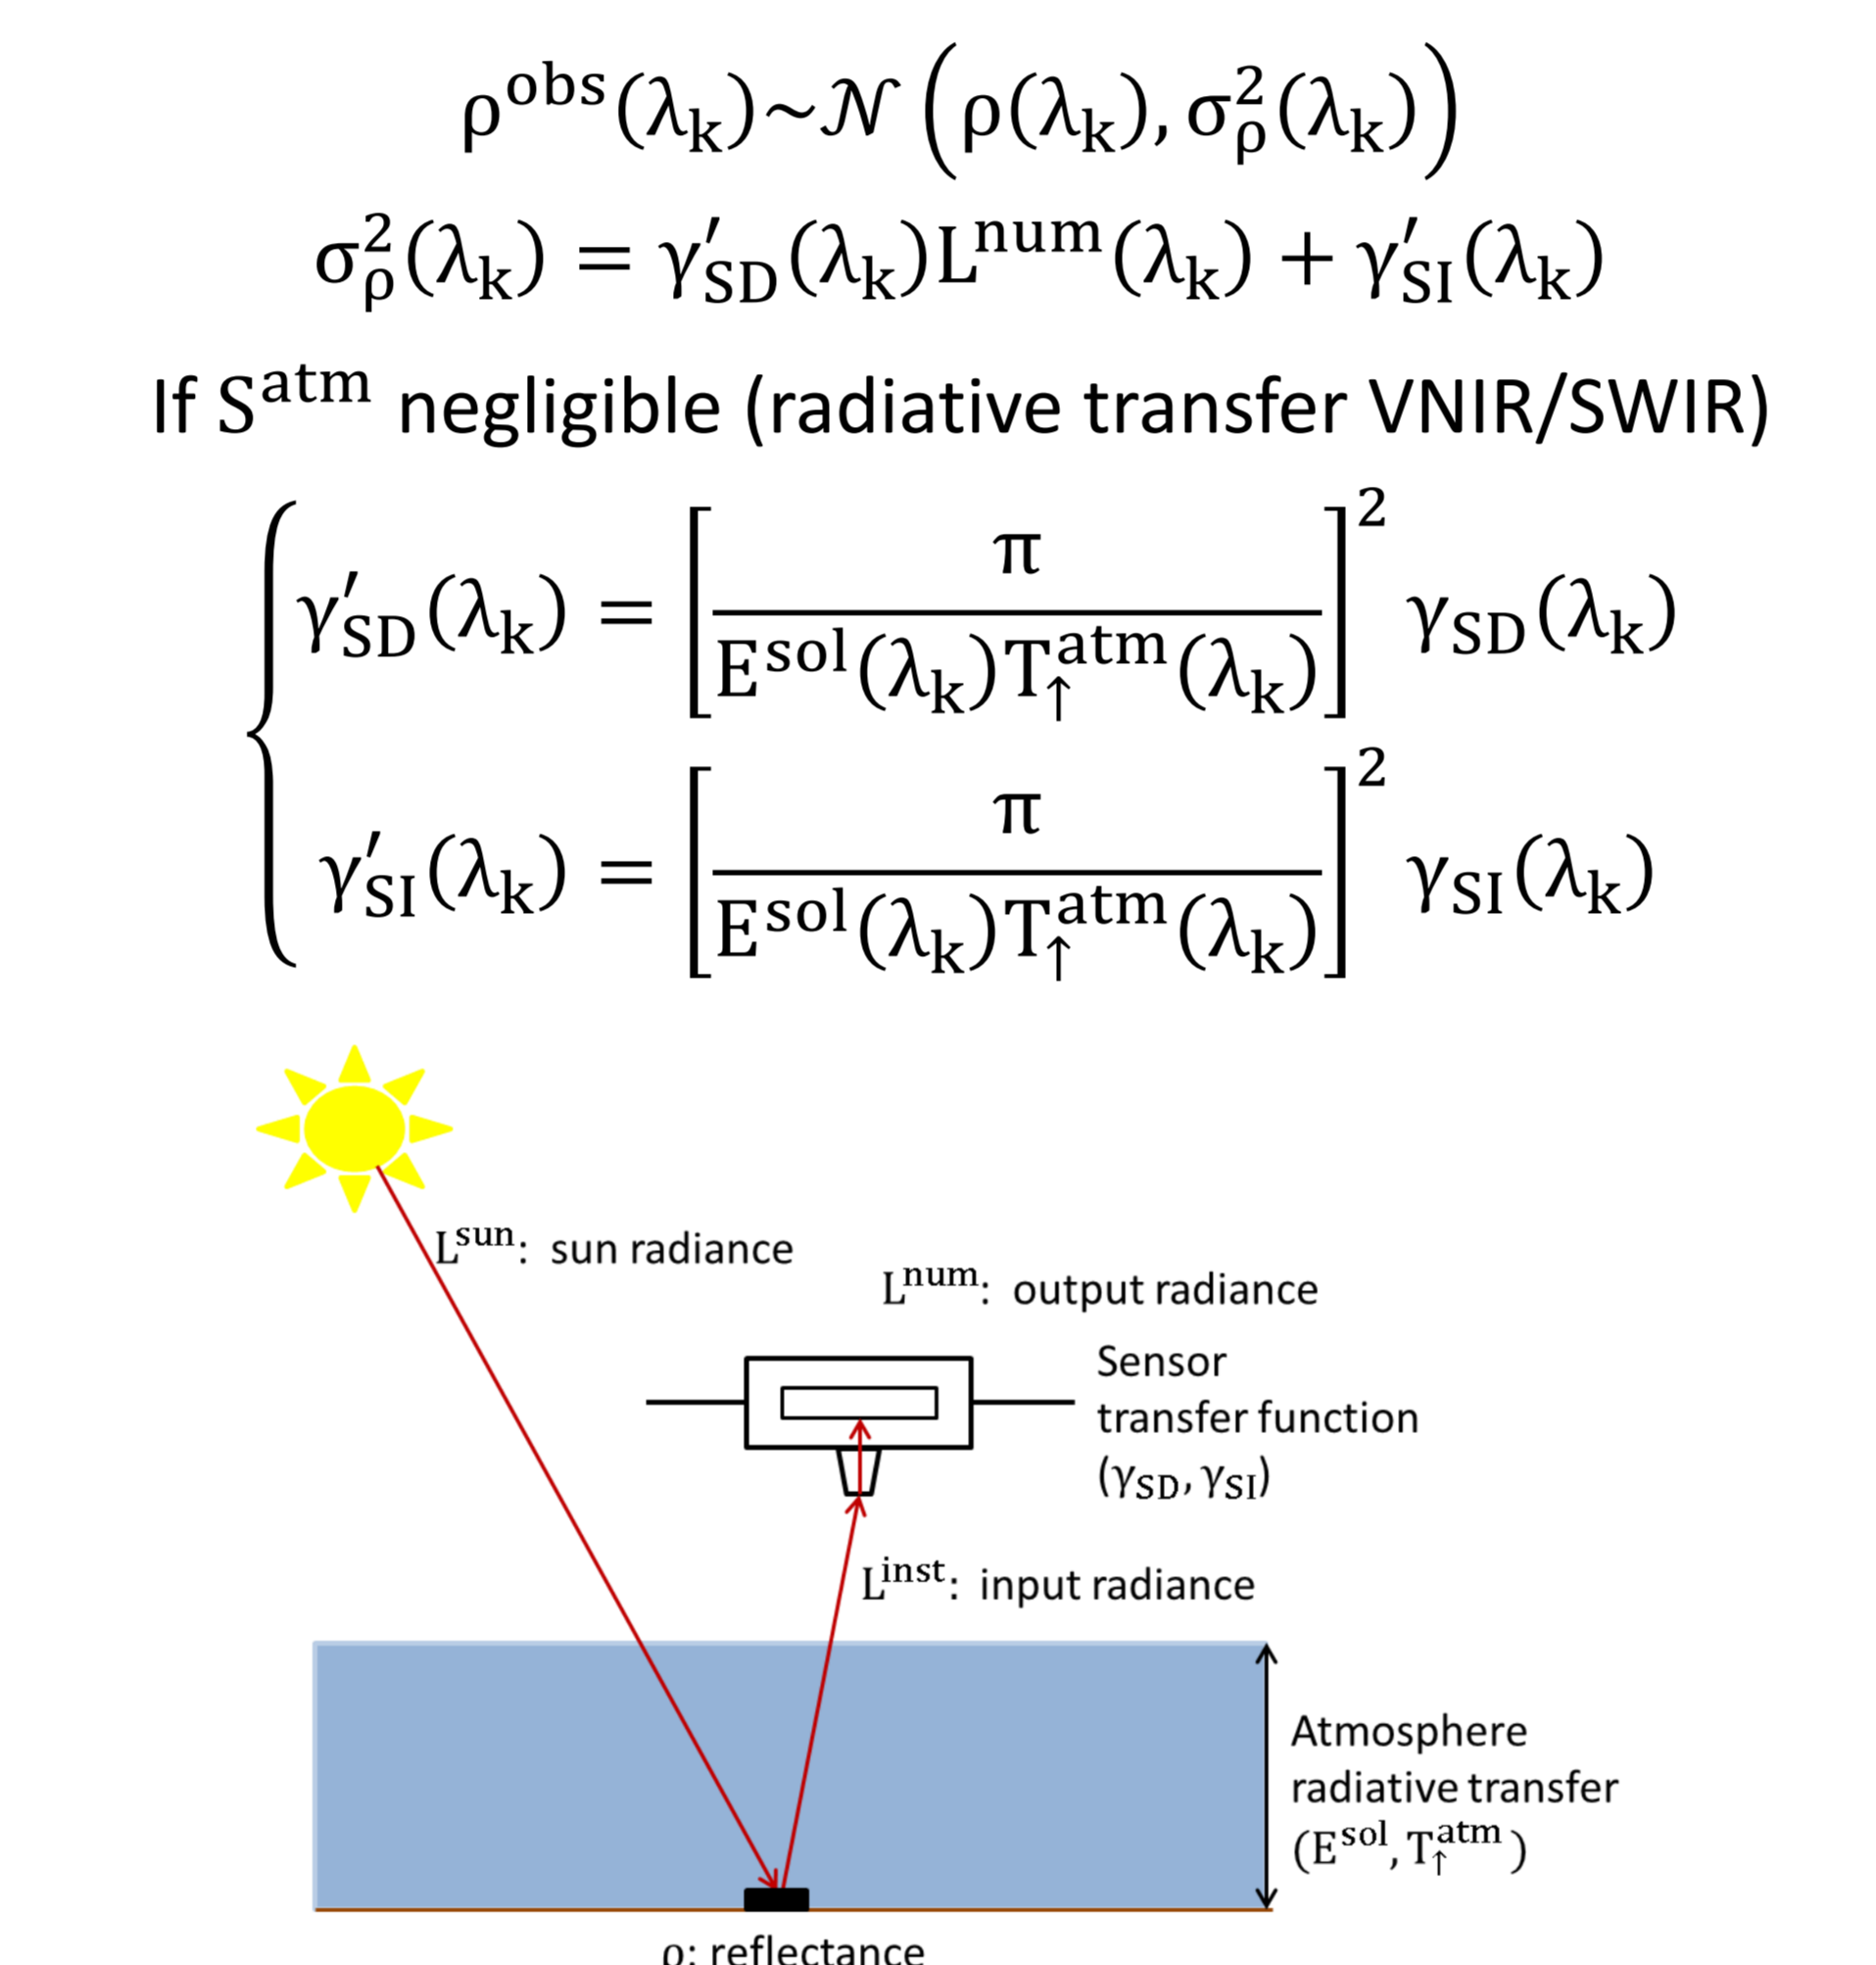 ρ^obs(λ_k)~𝒩(ρ(λ_k), σ_ρ^2(λ_k))
σ_ρ^2(λ_k) = γ′_SD(λ_k)L^num(λ_k) + γ′_SI(λ_k)
If S^atm negligible (radiative transfer VNIR/SWIR)
γ′_SD(λ_k) = [π / E^sol(λ_k)T_↑^atm(λ_k)]^2 γ_SD(λ_k)
γ′_SI(λ_k) = [π / E^sol(λ_k)T_↑^atm(λ_k)]^2 γ_SI(λ_k)
L^sun: sun radiance
L^num: output radiance
Sensor
transfer function
(γ_SD, γ_SI)
L^inst: input radiance
Atmosphere
radiative transfer
(E^sol, T_↑^atm)
ρ: reflectance